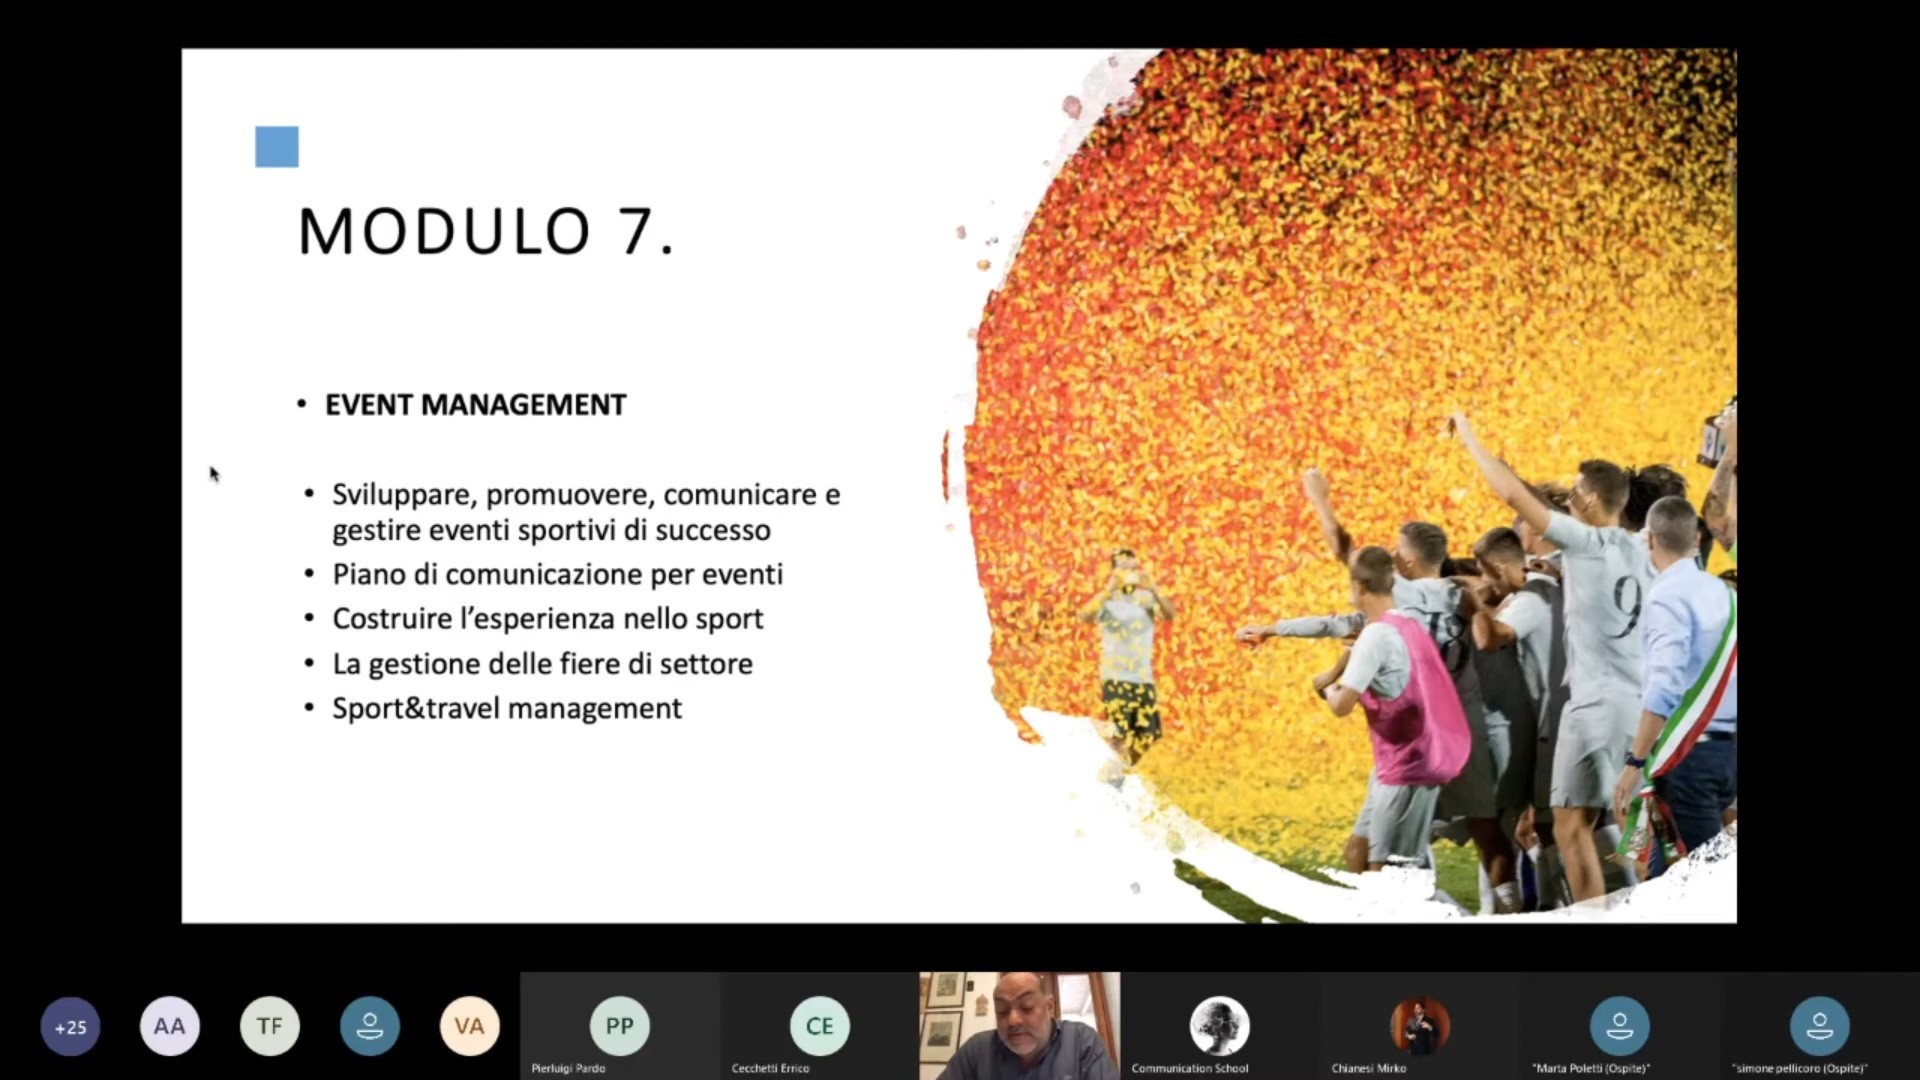 MODULO 7.
• EVENT MANAGEMENT
• Sviluppare, promuovere, comunicare e
gestire eventi sportivi di successo
• Piano di comunicazione per eventi
• Costruire l’esperienza nello sport
• La gestione delle fiere di settore
• Sport&travel management
9
+25
AA
TF
VA
PP
CE
Pierluigi Pardo
Cecchetti Errico
Communication School
Chianesi Mirko
"Marta Poletti (Ospite)"
"simone pellicoro (Ospite)"